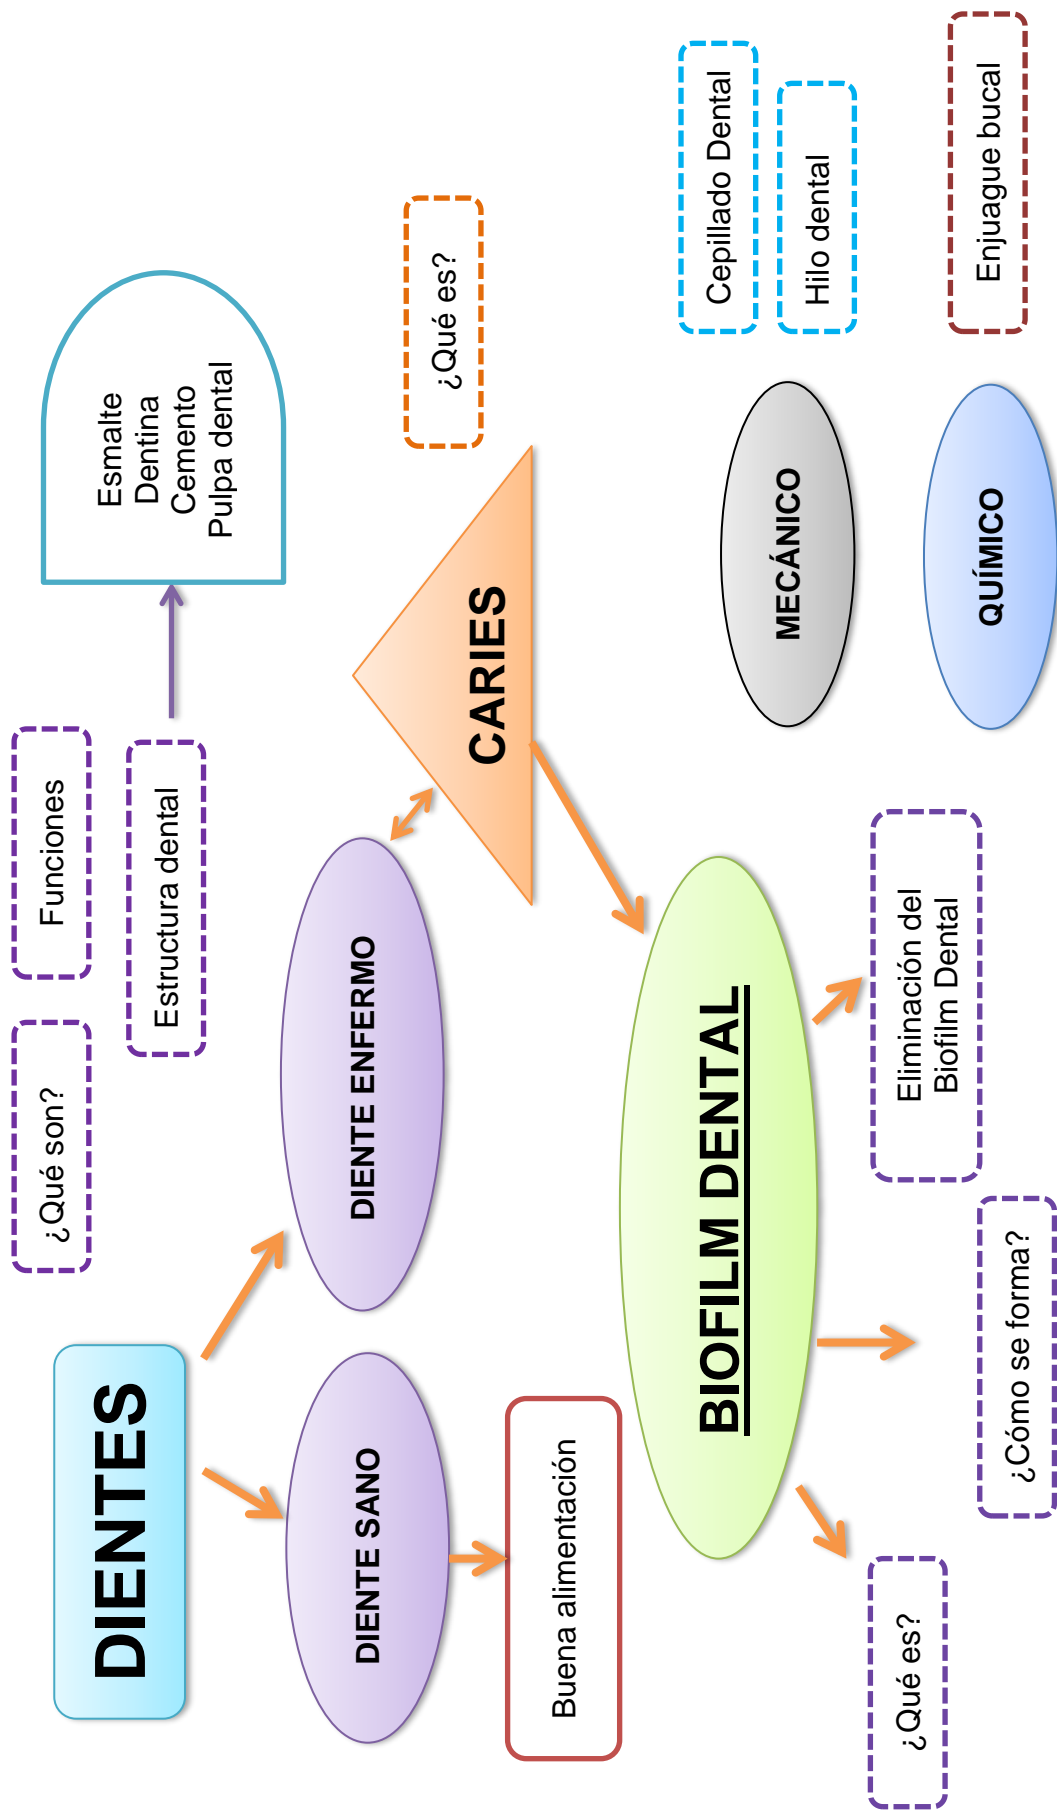 DIENTES
¿Qué son?
Funciones
Estructura dental
Esmalte
Dentina
Cemento
Pulpa dental
DIENTE SANO
DIENTE ENFERMO
CARIES
¿Qué es?
Buena alimentación
BIOFILM DENTAL
¿Qué es?
¿Cómo se forma?
Eliminación del
Biofilm Dental
MECÁNICO
Cepillado Dental
Hilo dental
QUÍMICO
Enjuague bucal